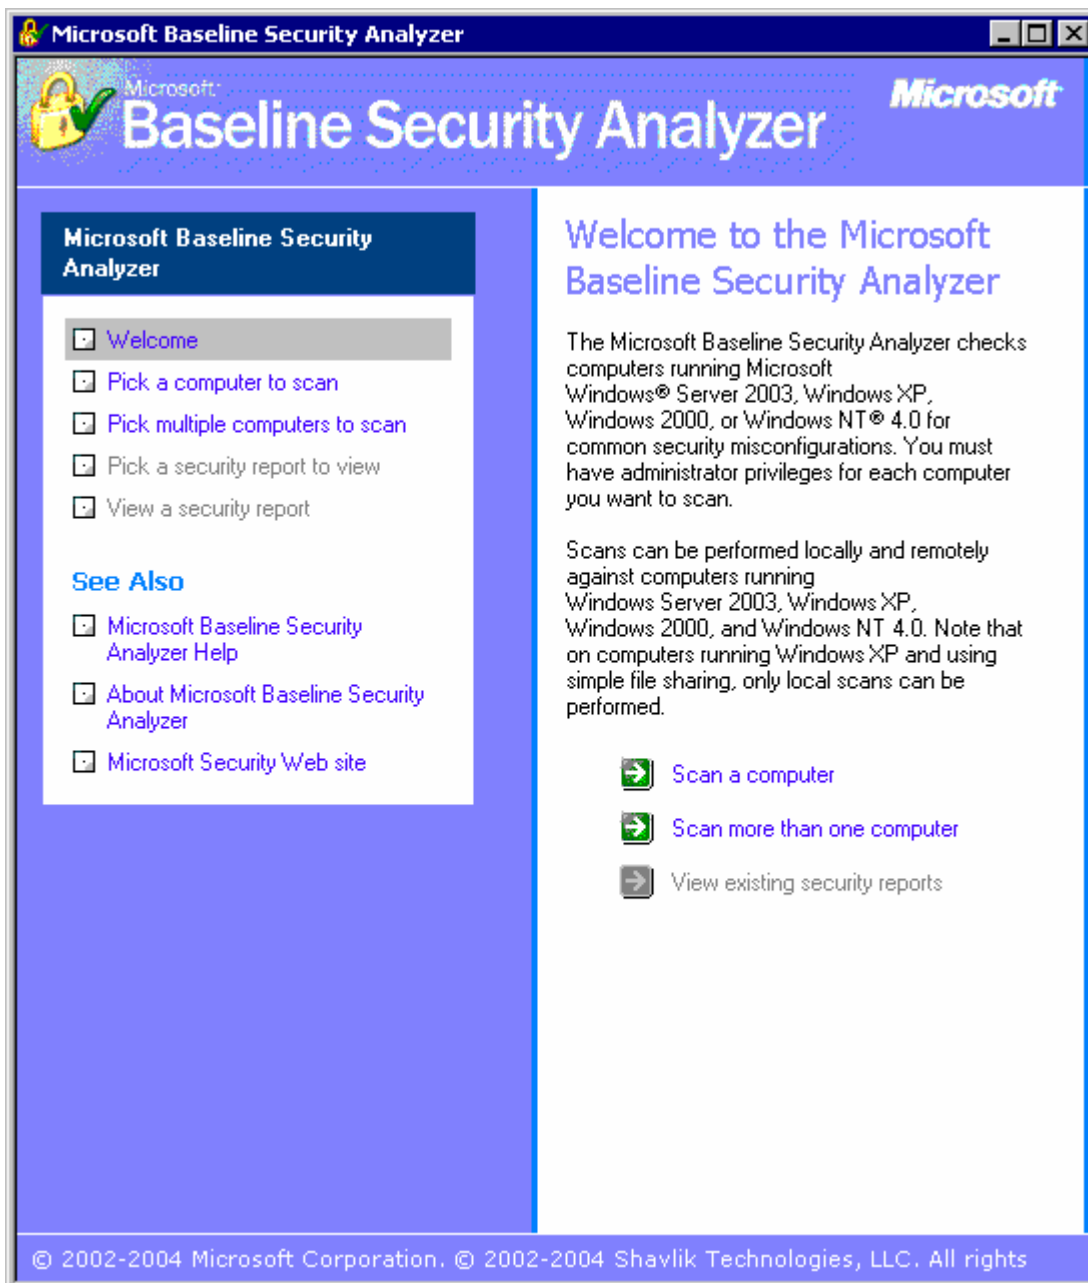 Microsoft Baseline Security Analyzer
Microsoft
Baseline Security Analyzer
Microsoft
Microsoft Baseline Security
Analyzer
Welcome
Pick a computer to scan
Pick multiple computers to scan
Pick a security report to view
View a security report
See Also
Microsoft Baseline Security
Analyzer Help
About Microsoft Baseline Security
Analyzer
Microsoft Security Web site
Welcome to the Microsoft
Baseline Security Analyzer
The Microsoft Baseline Security Analyzer checks
computers running Microsoft
Windows® Server 2003, Windows XP,
Windows 2000, or Windows NT® 4.0 for
common security misconfigurations. You must
have administrator privileges for each computer
you want to scan.
Scans can be performed locally and remotely
against computers running
Windows Server 2003, Windows XP,
Windows 2000, and Windows NT 4.0. Note that
on computers running Windows XP and using
simple file sharing, only local scans can be
performed.
Scan a computer
Scan more than one computer
View existing security reports
© 2002-2004 Microsoft Corporation. © 2002-2004 Shavlik Technologies, LLC. All rights